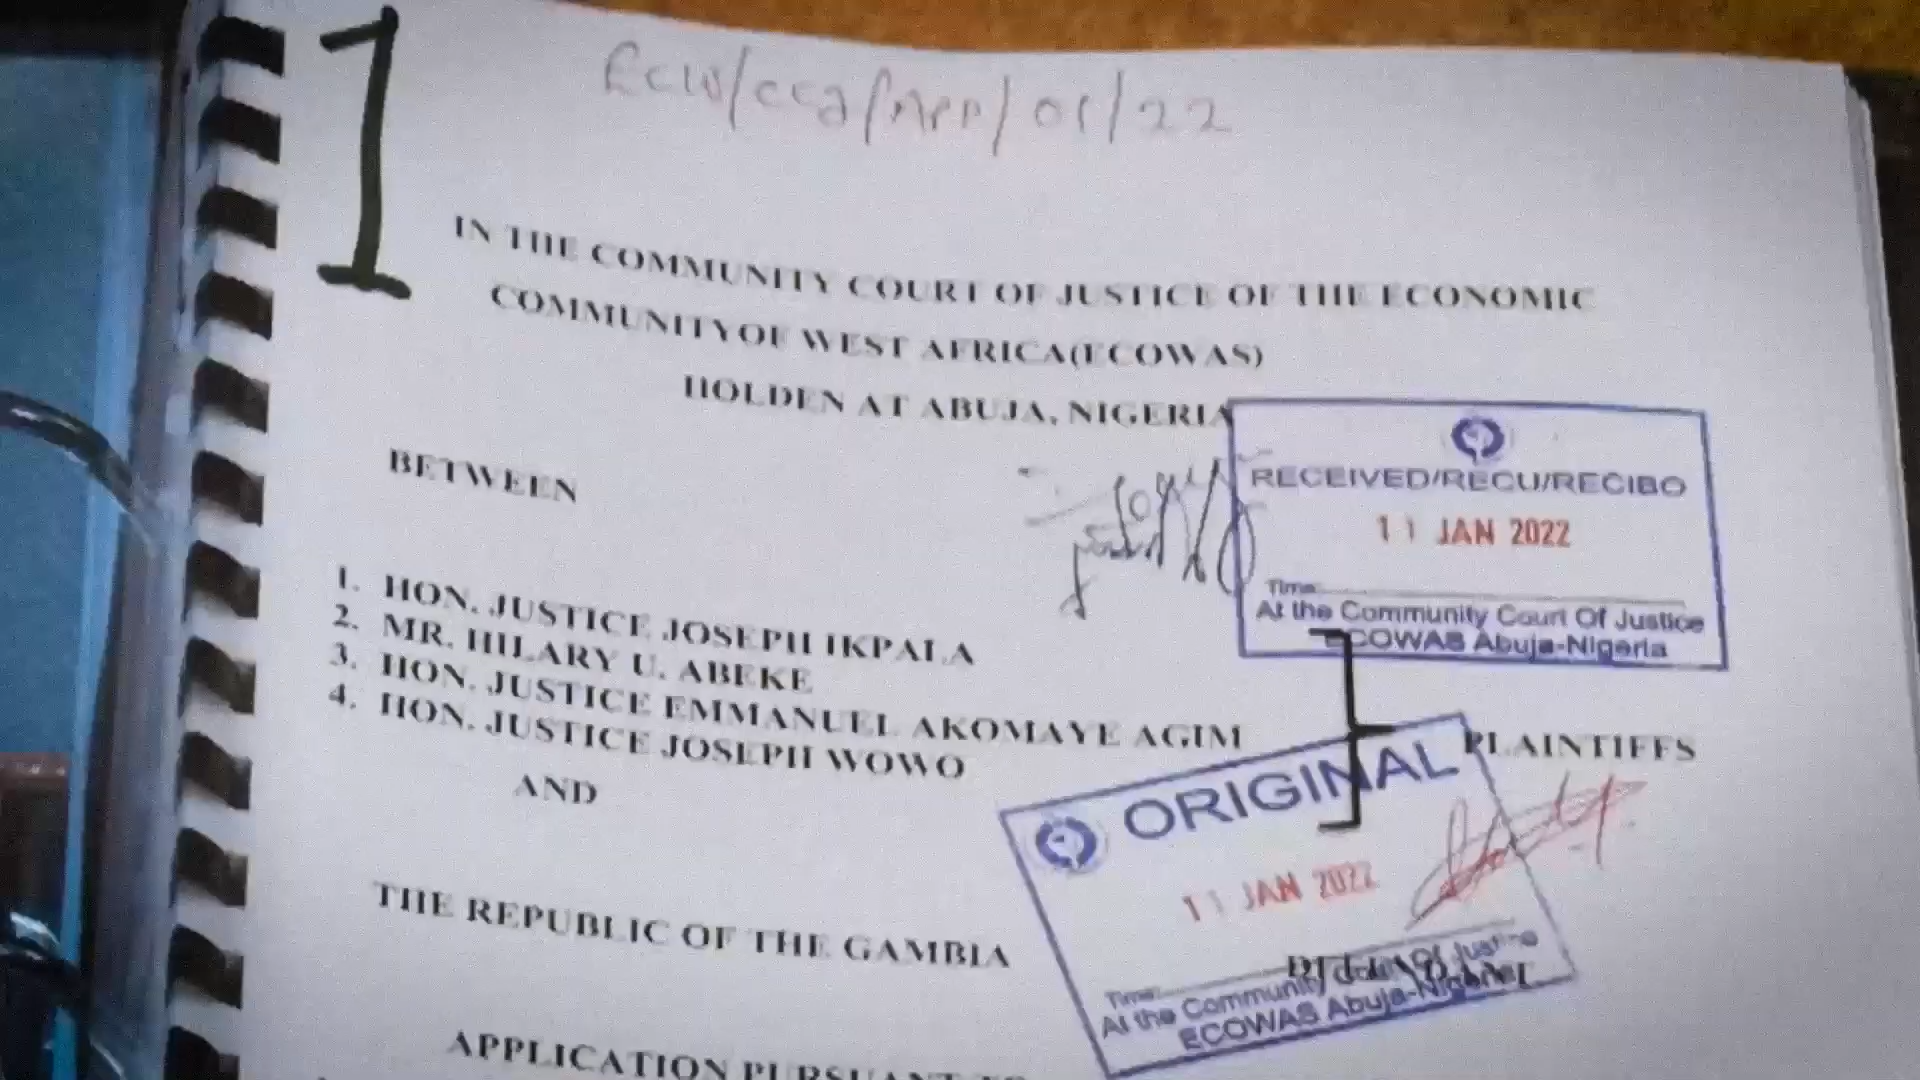 1
ECW/CCJ/APP/01/22
IN THE COMMUNITY COURT OF JUSTICE OF THE ECONOMIC
COMMUNITYOF WEST AFRICA(ECOWAS)
HOLDEN AT ABUJA, NIGERIA
BETWEEN
RECEIVED/RECU/RECIBO
11 JAN 2022
Time:
At the Community Court Of Justice
ECOWAS Abuja-Nigeria
1. HON. JUSTICE JOSEPH IKPALA
2. MR. HILARY U. ABEKE
3. HON. JUSTICE EMMANUEL AKOMAYE AGIM
4. HON. JUSTICE JOSEPH WOWO
PLAINTIFFS
AND
ORIGINAL
11 JAN 2022
Time:
At the Community Court Of Justice
ECOWAS Abuja-Nigeria
THE REPUBLIC OF THE GAMBIA
DEFENDANT
APPLICATION PURSUANT TO